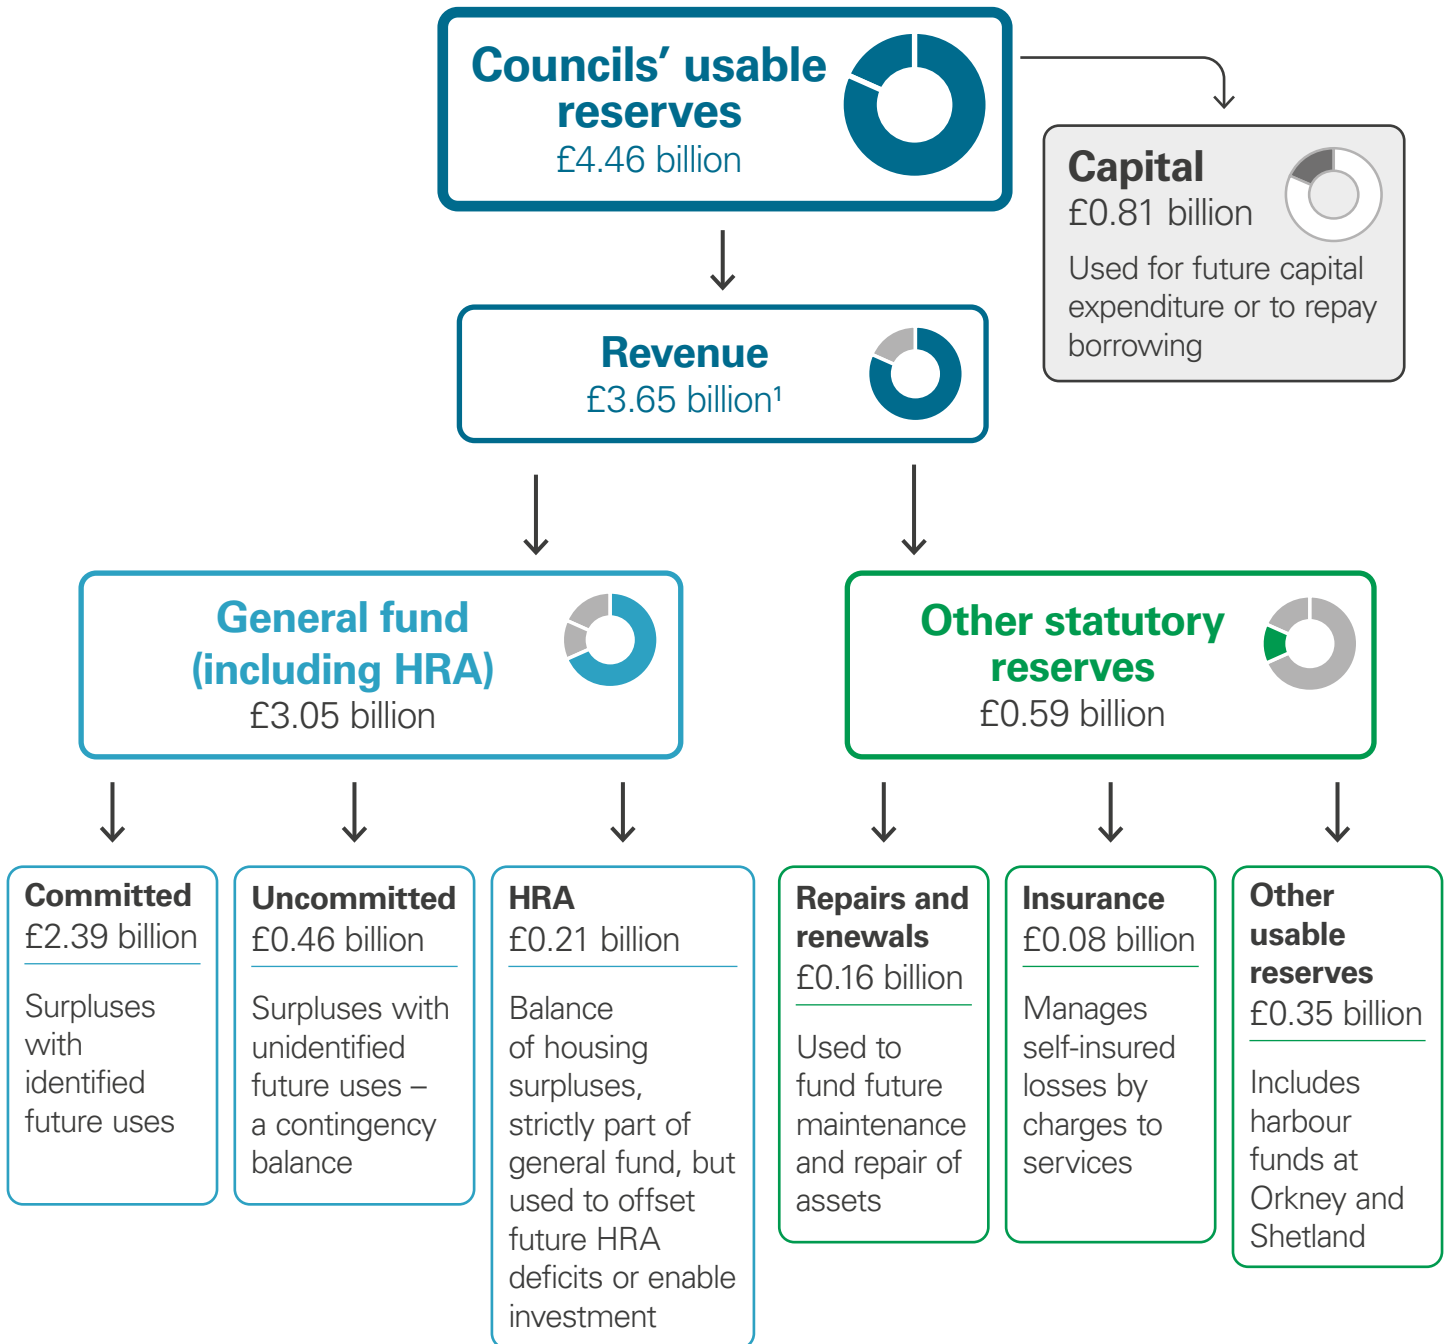 Councils’ usable
reserves
£4.46 billion
Capital
£0.81 billion
Used for future capital
expenditure or to repay
borrowing
Revenue
£3.65 billion¹
General fund
(including HRA)
£3.05 billion
Other statutory
reserves
£0.59 billion
Committed
£2.39 billion
Surpluses
with
identified
future uses
Uncommitted
£0.46 billion
Surpluses with
unidentified
future uses –
a contingency
balance
HRA
£0.21 billion
Balance
of housing
surpluses,
strictly part of
general fund, but
used to offset
future HRA
deficits or enable
investment
Repairs and
renewals
£0.16 billion
Used to
fund future
maintenance
and repair of
assets
Insurance
£0.08 billion
Manages
self-insured
losses by
charges to
services
Other
usable
reserves
£0.35 billion
Includes
harbour
funds at
Orkney and
Shetland